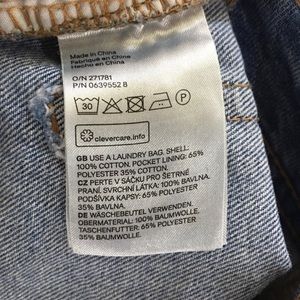 Made in China
Fabriqué en Chine
Hecho en China
O/N 271781
P/N 0639552 8
30
P
clevercare.info
GB USE A LAUNDRY BAG. SHELL:
100% COTTON. POCKET LINING: 65%
POLYESTER 35% COTTON.
CZ PERTE V SÁČKU PRO ŠETRNÉ
PRANÍ. SVRCHNÍ LÁTKA: 100% BAVLNA.
PODŠÍVKA KAPSY: 65% POLYESTER
35% BAVLNA.
DE WÄSCHEBEUTEL VERWENDEN.
OBERMATERIAL: 100% BAUMWOLLE.
TASCHENFUTTER: 65% POLYESTER
35% BAUMWOLLE.